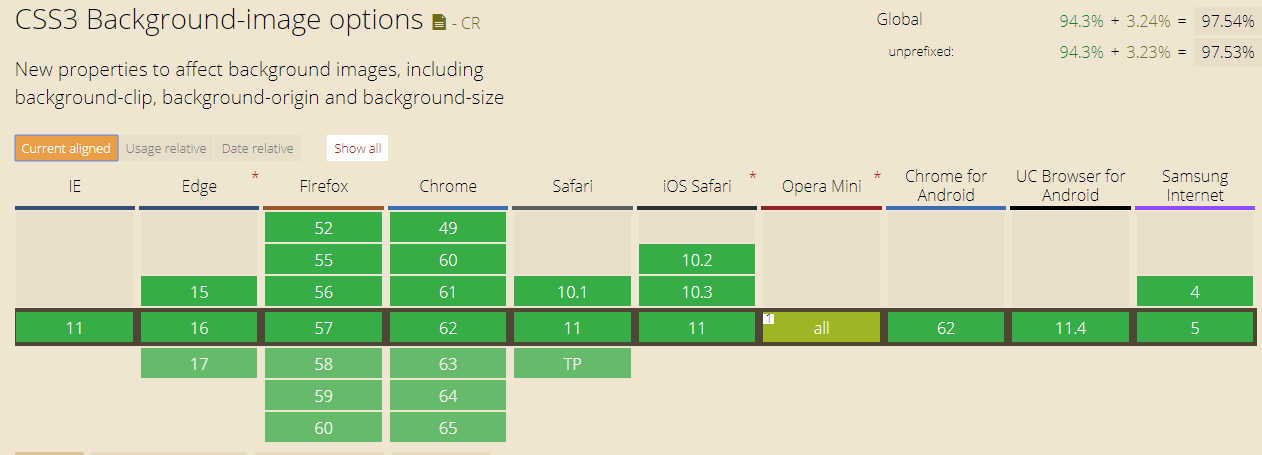 CSS3 Background-image options - CR
Global 94.3% + 3.24% = 97.54%
unprefixed: 94.3% + 3.23% = 97.53%
New properties to affect background images, including
background-clip, background-origin and background-size
Current aligned Usage relative Date relative Show all
IE Edge * Firefox Chrome Safari iOS Safari * Opera Mini * Chrome for Android UC Browser for Android Samsung Internet
52 49
55 60 10.2
15 56 61 10.1 10.3 4
11 16 57 62 11 11 1 all 62 11.4 5
17 58 63 TP
59 64
60 65